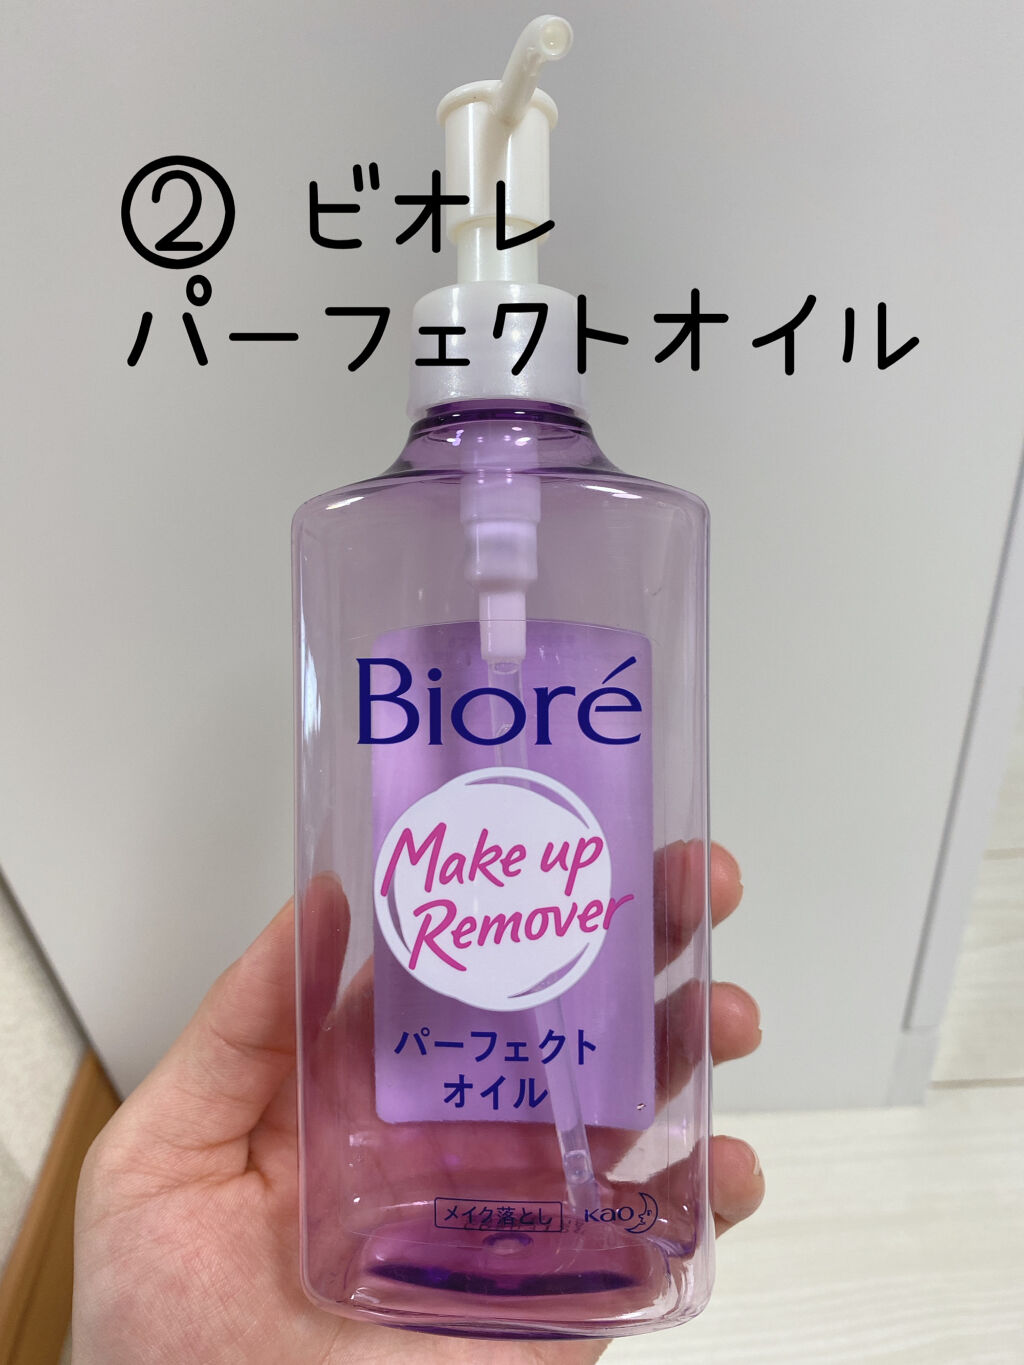 ② ビオレ
パーフェクトオイル
Bioré
Make up
Remover
パーフェクト
オイル
メイク落とし
Kao